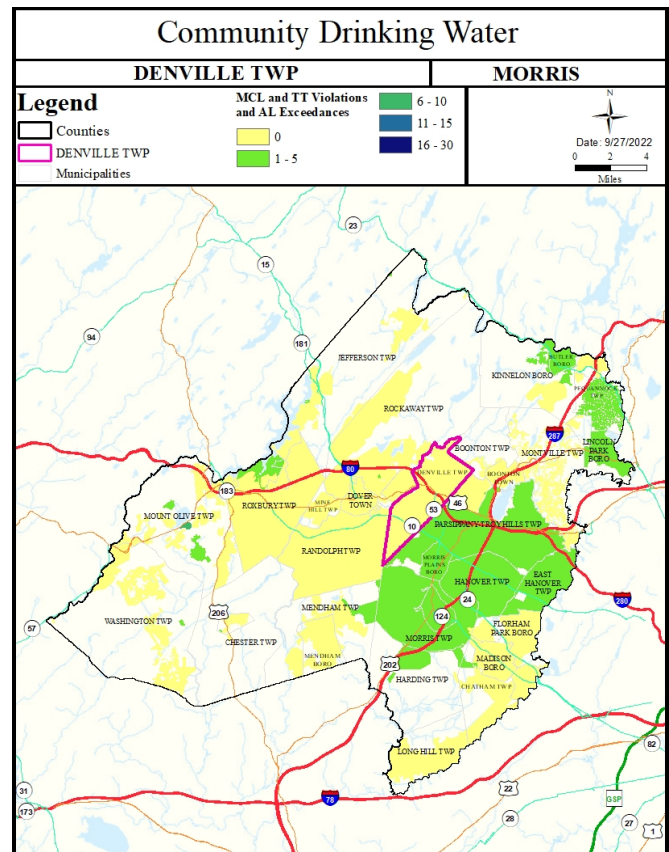 Community Drinking Water
DENVILLE TWP
MORRIS
Legend
Counties
DENVILLE TWP
Municipalities
MCL and TT Violations
and AL Exceedances
0
1 - 5
6 - 10
11 - 15
16 - 30
N
Date: 9/27/2022
0 2 4
Miles
23
15
94
181
JEFFERSON TWP
BUTLER
BORO
KINNELON BORO
PEQUANNOCK
TWP
ROCKAWAY TWP
287
LINCOLN
PARK
BORO
BOONTON TWP
MONTVILLE TWP
80
DENVILLE TWP
BOONTON
TOWN
183
MINE
HILL TWP
DOVER
TOWN
46
ROXBURY TWP
53
MOUNT OLIVE TWP
10
PARSIPPANY-TROY HILLS TWP
RANDOLPH TWP
MORRIS
PLAINS
BORO
HANOVER TWP
EAST
HANOVER
TWP
280
24
MENDHAM TWP
206
124
WASHINGTON TWP
57
FLORHAM
PARK BORO
CHESTER TWP
MORRIS TWP
MENDHAM
BORO
202
MADISON
BORO
HARDING TWP
CHATHAM TWP
82
LONG HILL TWP
31
78
22
GSP
173
28
27
1